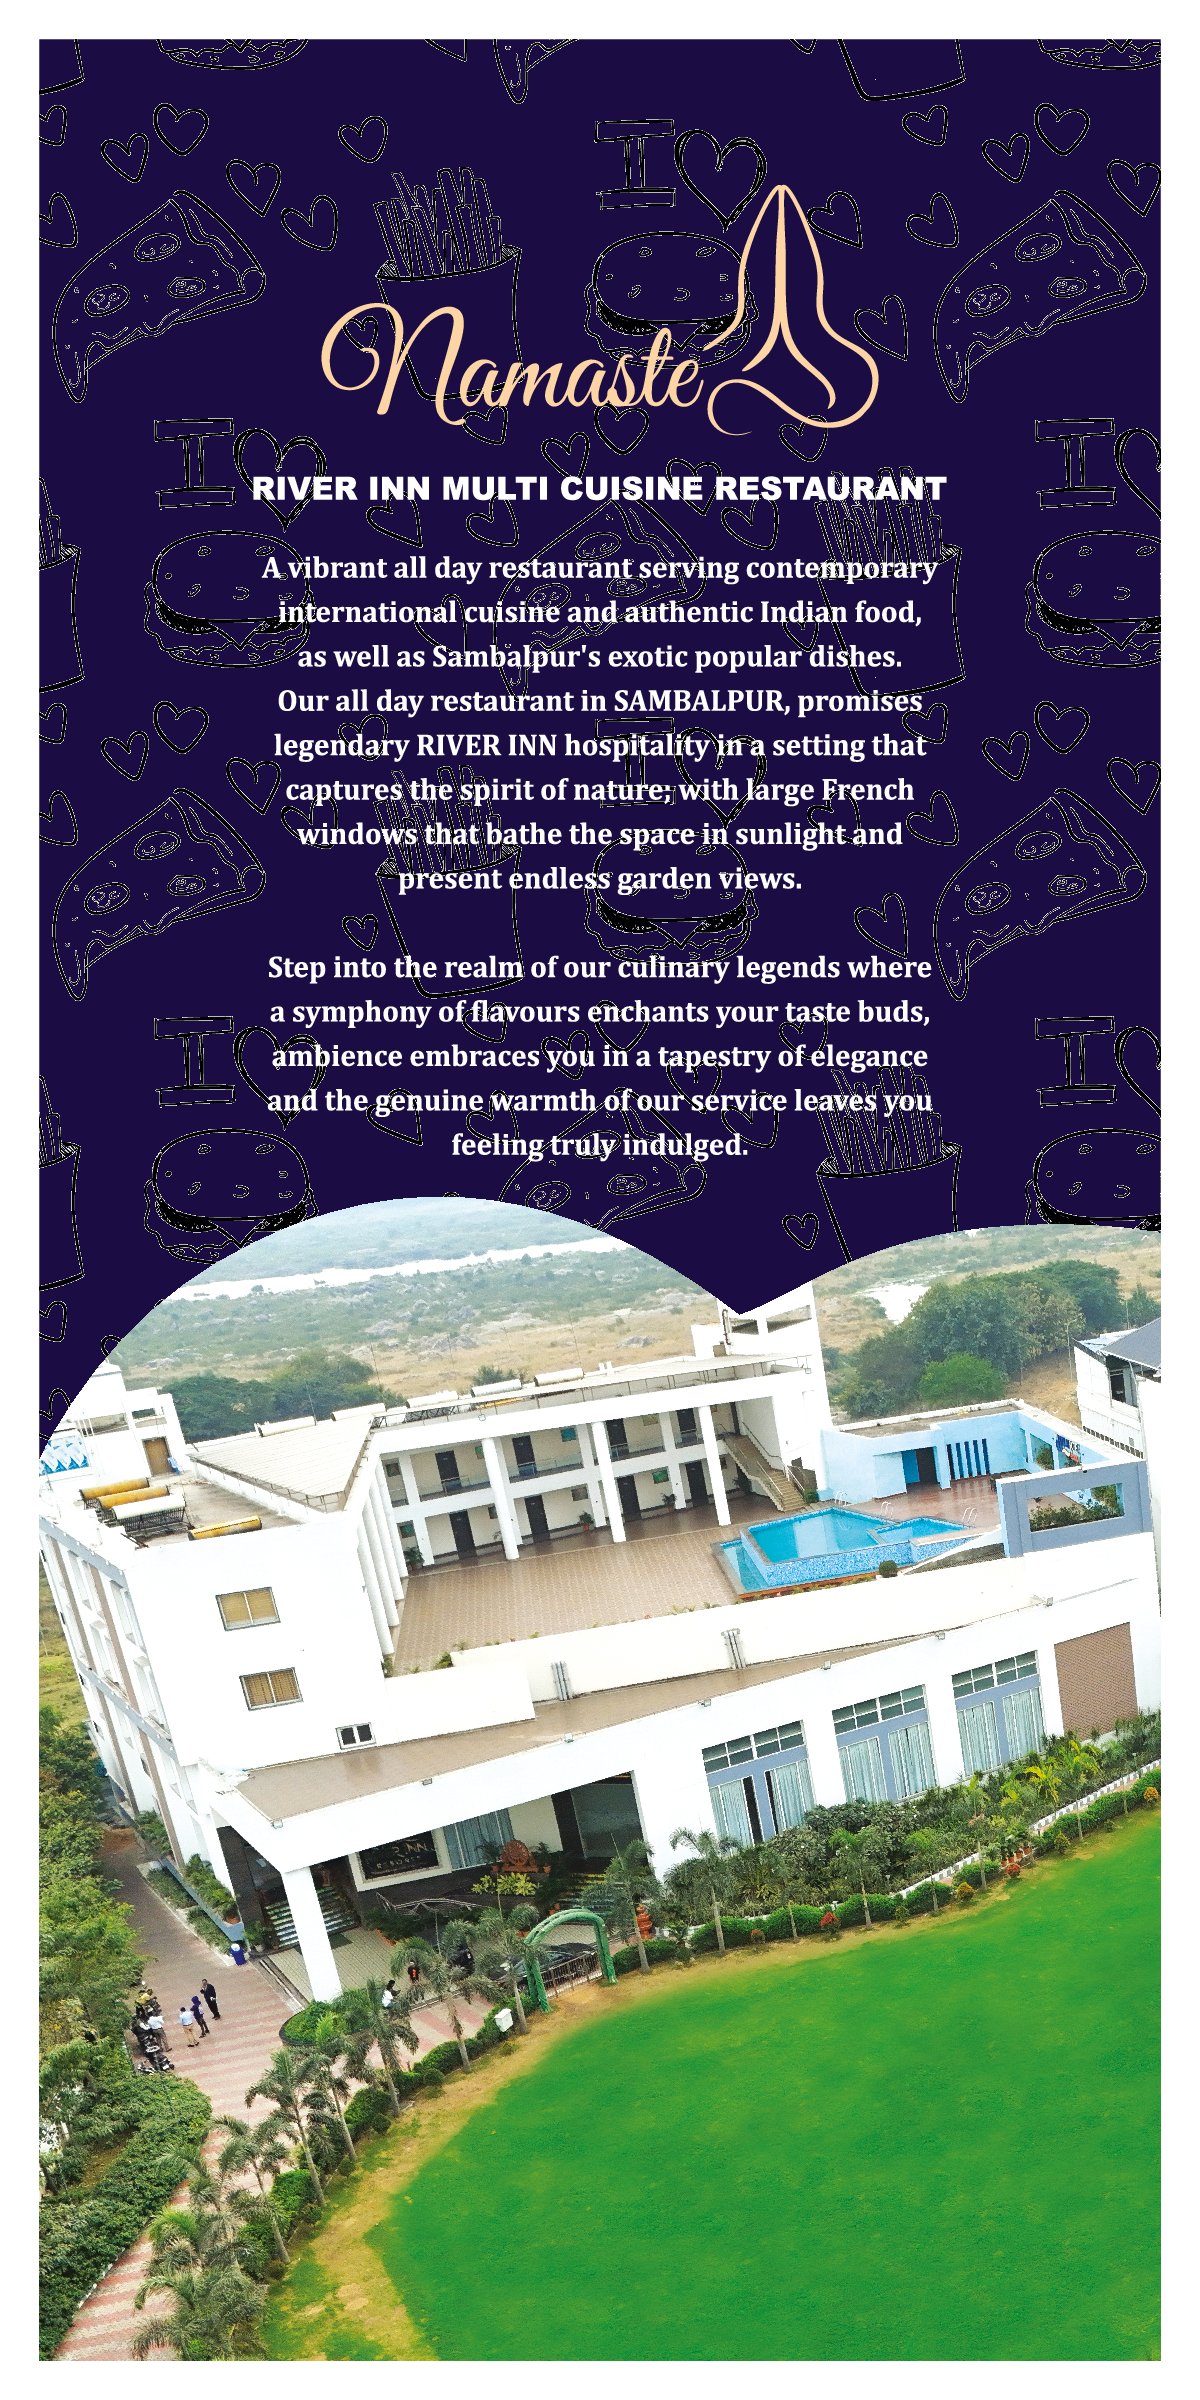 I
Namaste
I
I
RIVER INN MULTI CUISINE RESTAURANT
A vibrant all day restaurant serving contemporary
international cuisine and authentic Indian food,
as well as Sambalpur's exotic popular dishes.
Our all day restaurant in SAMBALPUR, promises
legendary RIVER INN hospitality in a setting that
captures the spirit of nature; with large French
windows that bathe the space in sunlight and
present endless garden views.
Step into the realm of our culinary legends where
a symphony of flavours enchants your taste buds,
ambience embraces you in a tapestry of elegance
and the genuine warmth of our service leaves you
feeling truly indulged.
I
I
INN